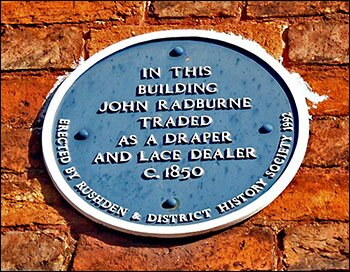 IN THIS
BUILDING
JOHN RADBURNE
TRADED
AS A DRAPER
AND LACE DEALER
C.1850
ERECTED BY RUSHDEN & DISTRICT HISTORY SOCIETY 1992